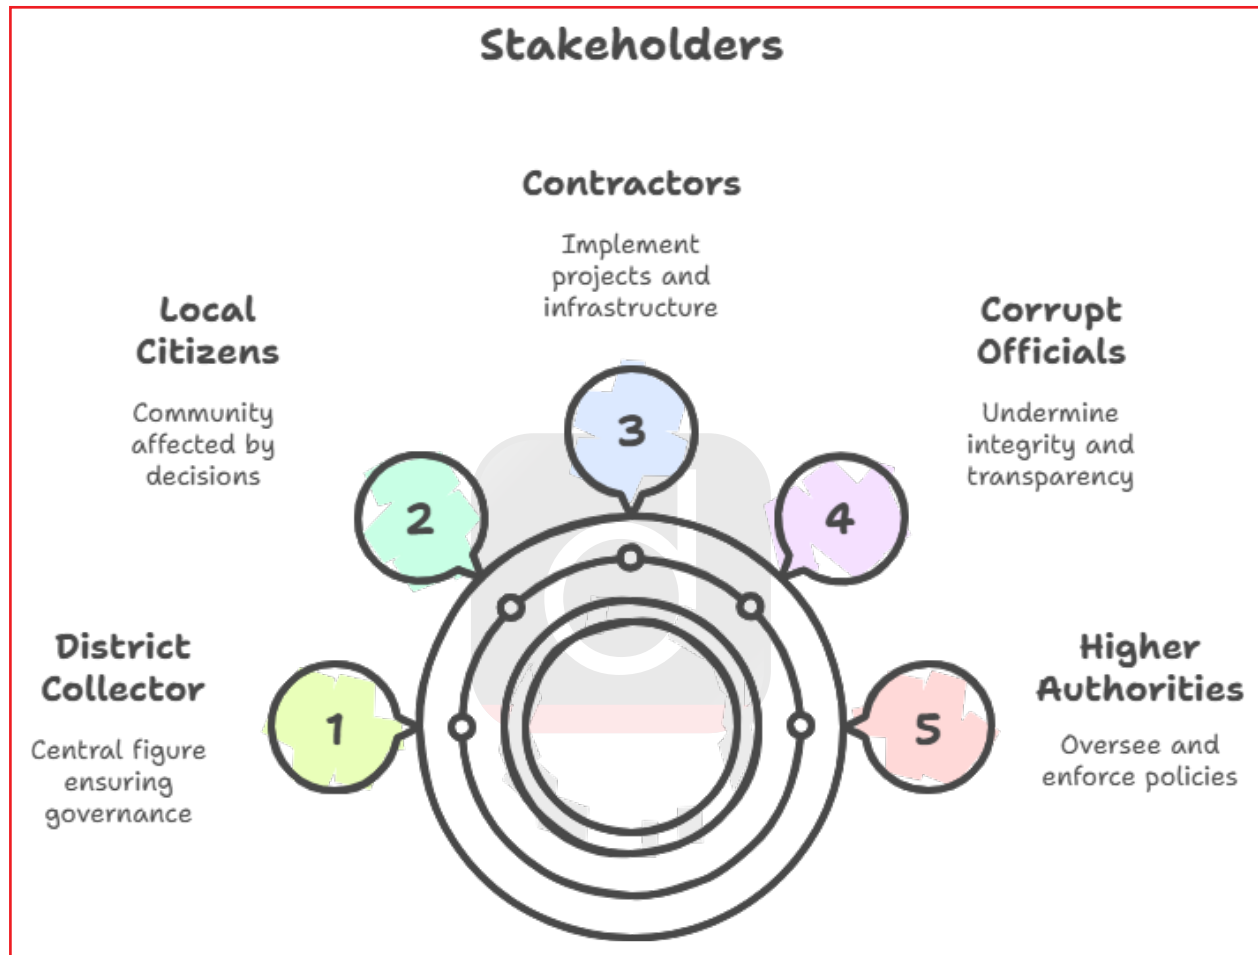 Stakeholders
Contractors
Implement
projects and
infrastructure
Local
Citizens
Community
affected by
decisions
Corrupt
Officials
Undermine
integrity and
transparency
3
2
4
District
Collector
Central figure
ensuring
governance
1
5
Higher
Authorities
Oversee and
enforce policies
d